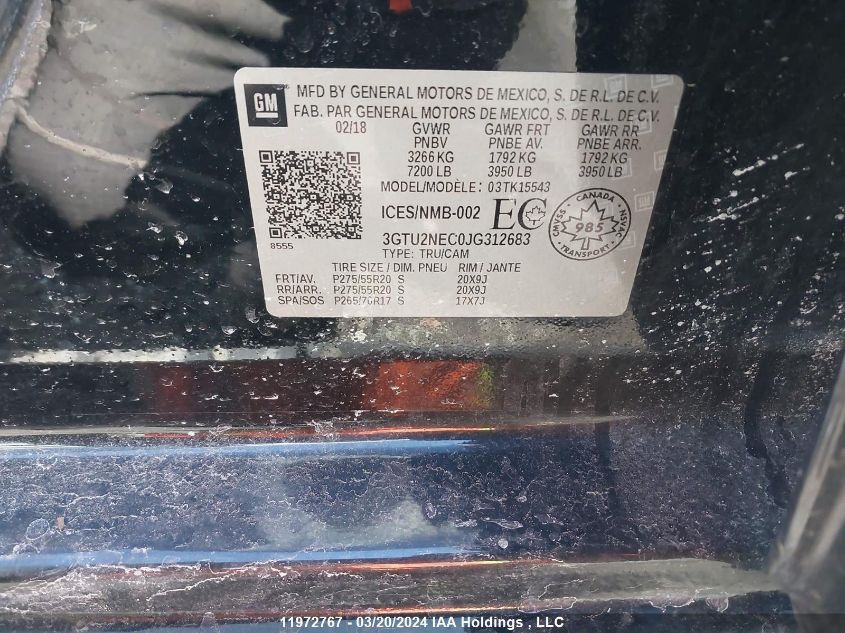 GM
MFD BY GENERAL MOTORS DE MEXICO, S. DE R.L. DE C.V.
FAB. PAR GENERAL MOTORS DE MEXICO, S. DE R.L. DE C.V.
02/18 GVWR GAWR FRT GAWR RR
PNBV PNBE AV. PNBE ARR.
3266 KG 1792 KG 1792 KG
7200 LB 3950 LB 3950 LB
MODEL/MODÈLE: 03TK15543
ICES/NMB-002 EC
CANADA
CMVSS 985 NSVAC
TRANSPORT
8555
3GTU2NEC0JG312683
TYPE: TRU/CAM
TIRE SIZE / DIM. PNEU RIM / JANTE
FRT/AV. P275/55R20 S 20X9J
RR/ARR. P275/55R20 S 20X9J
SPA/SOS P265/70R17 S 17X7J
11972767 - 03/20/2024 IAA Holdings , LLC